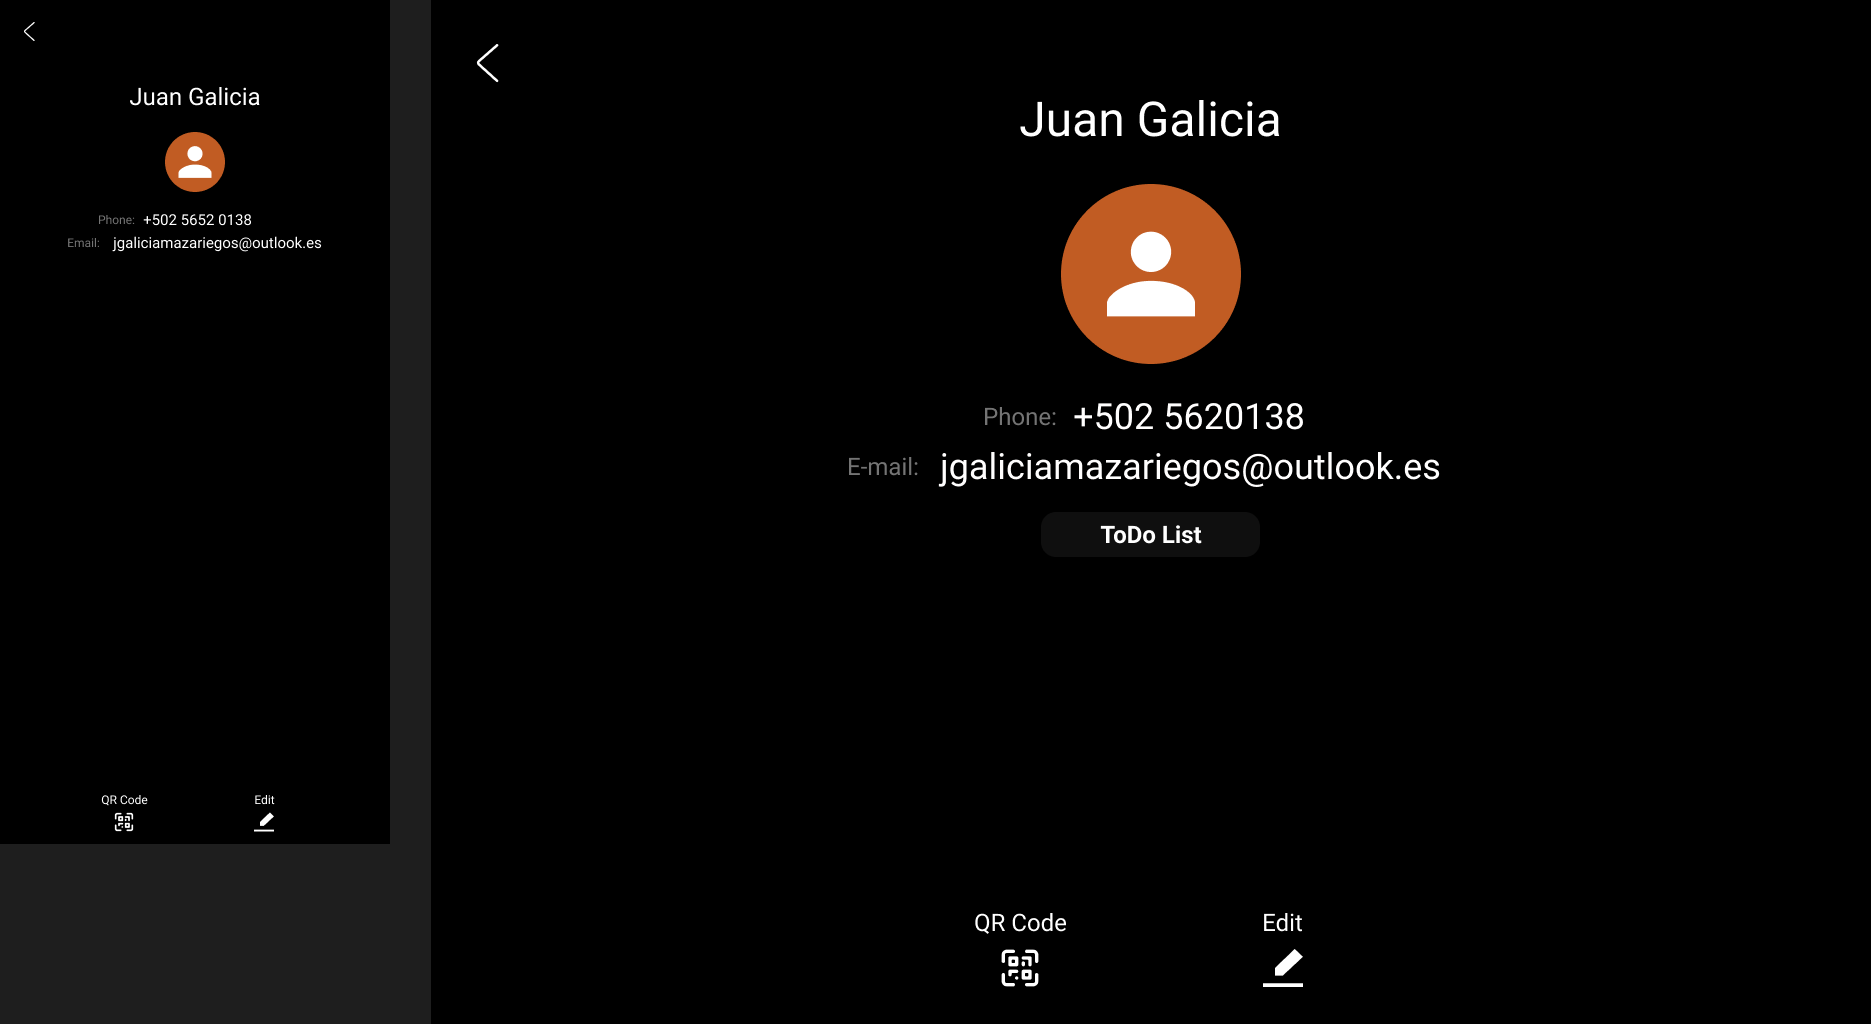 Juan Galicia
Phone: +502 5652 0138
Email: jgaliciamazariegos@outlook.es
QR Code
Edit
Juan Galicia
Phone: +502 5620138
E-mail: jgaliciamazariegos@outlook.es
ToDo List
QR Code
Edit